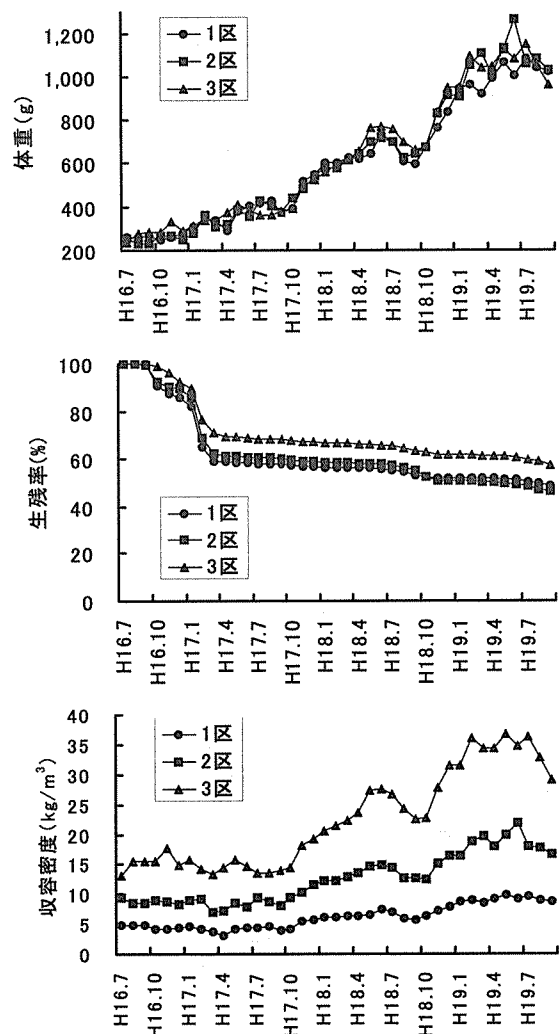 体重(g)
1,200
1,000
800
600
400
200
1区
2区
3区
H16.7
H16.10
H17.1
H17.4
H17.7
H17.10
H18.1
H18.4
H18.7
H18.10
H19.1
H19.4
H19.7
生残率(%)
100
80
60
40
20
0
1区
2区
3区
H16.7
H16.10
H17.1
H17.4
H17.7
H17.10
H18.1
H18.4
H18.7
H18.10
H19.1
H19.4
H19.7
収容密度(kg/m³)
40
35
30
25
20
15
10
5
0
1区
2区
3区
H16.7
H16.10
H17.1
H17.4
H17.7
H17.10
H18.1
H18.4
H18.7
H18.10
H19.1
H19.4
H19.7